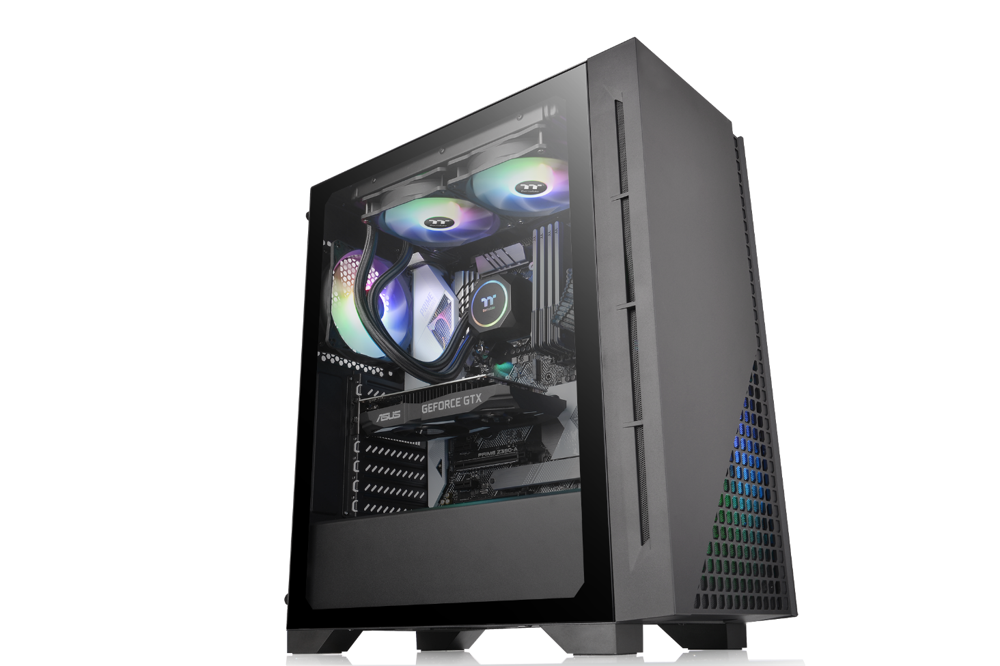 PRIME
ASUS
GEFORCE GTX
PRIME Z390-A